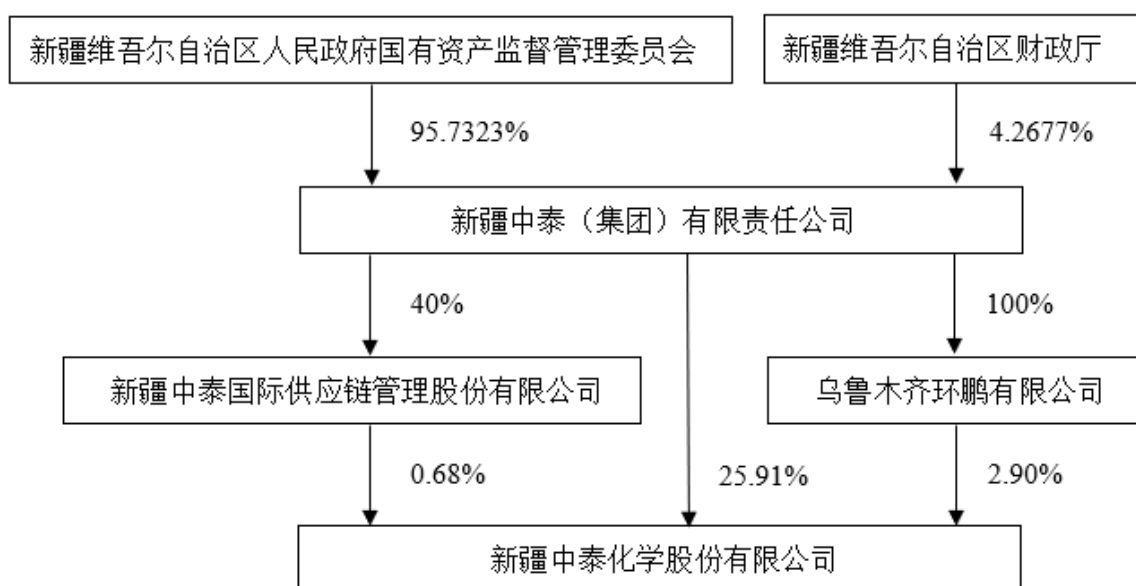 新疆维吾尔自治区人民政府国有资产监督管理委员会
新疆维吾尔自治区财政厅
95.7323%
4.2677%
新疆中泰（集团）有限责任公司
40%
100%
新疆中泰国际供应链管理股份有限公司
乌鲁木齐环鹏有限公司
0.68%
25.91%
2.90%
新疆中泰化学股份有限公司